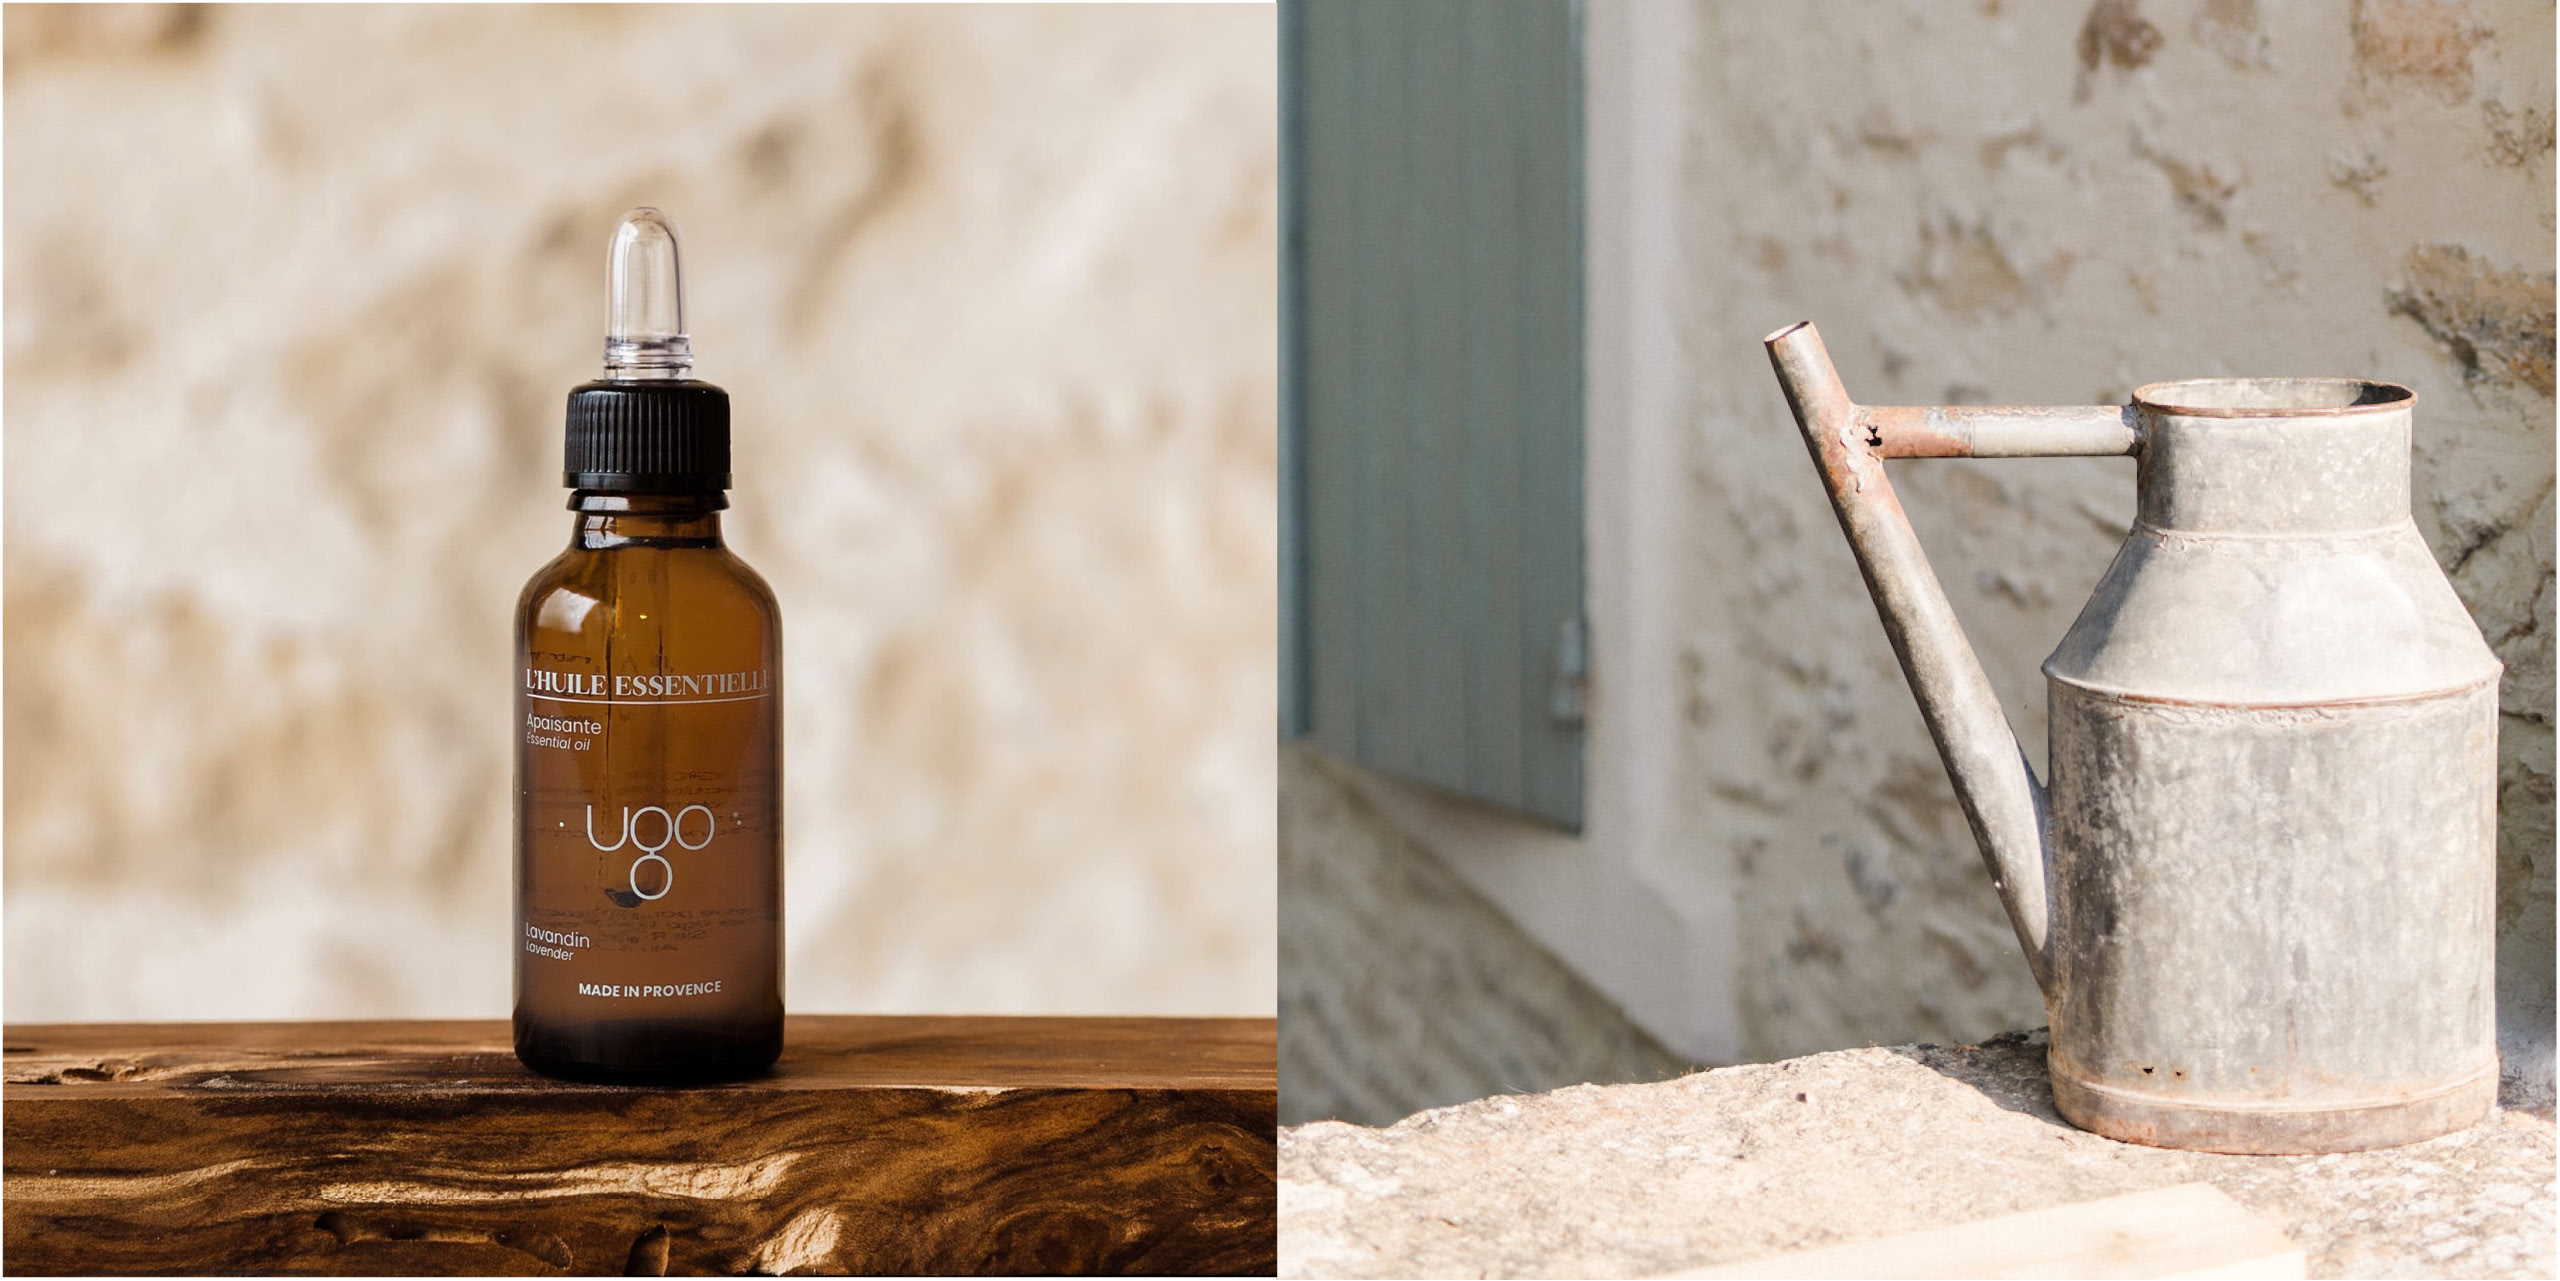 L'HUILE ESSENTIELLE
Apaisante
Essential oil
ugo
Lavandin
Lavender
MADE IN PROVENCE